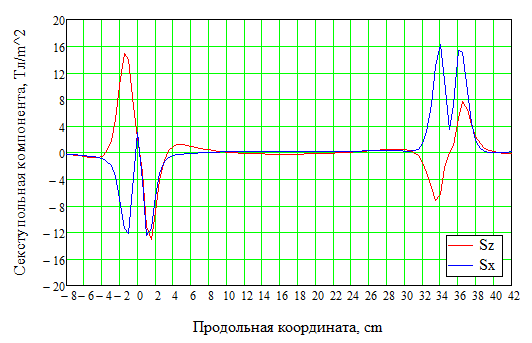 Секступольная компонента, Тл/m^2
20
16
12
8
4
0
− 4
− 8
− 12
− 16
− 20
− 8 − 6 − 4 − 2 0 2 4 6 8 10 12 14 16 18 20 22 24 26 28 30 32 34 36 38 40 42
Sz
Sx
Продольная координата, cm